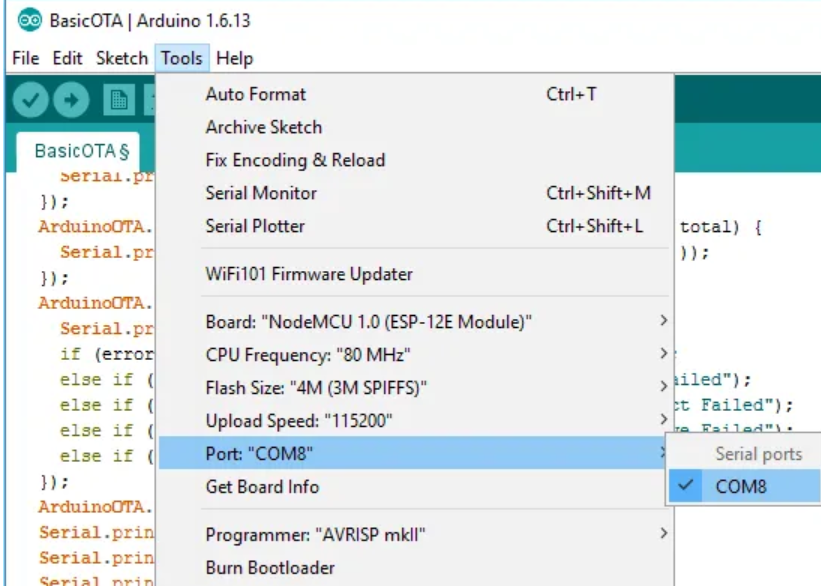 BasicOTA | Arduino 1.6.13
File Edit Sketch Tools Help
Auto Format Ctrl+T
Archive Sketch
BasicOTA§
Fix Encoding & Reload
Serial.pr
Serial Monitor Ctrl+Shift+M
});
ArduinoOTA. Serial Plotter Ctrl+Shift+L total) {
Serial.pr ));
WiFi101 Firmware Updater
});
ArduinoOTA.
Board: "NodeMCU 1.0 (ESP-12E Module)"
Serial.pr
if (error CPU Frequency: "80 MHz" ;
else if ( Flash Size: "4M (3M SPIFFS)" ailed");
else if ( ct Failed");
Upload Speed: "115200"
else if ( ve Failed");
else if ( Port: "COM8" Serial ports
});
Get Board Info COM8
ArduinoOTA.
Serial.prin Programmer: "AVRISP mkII"
Serial.prin
Burn Bootloader
Serial.prin